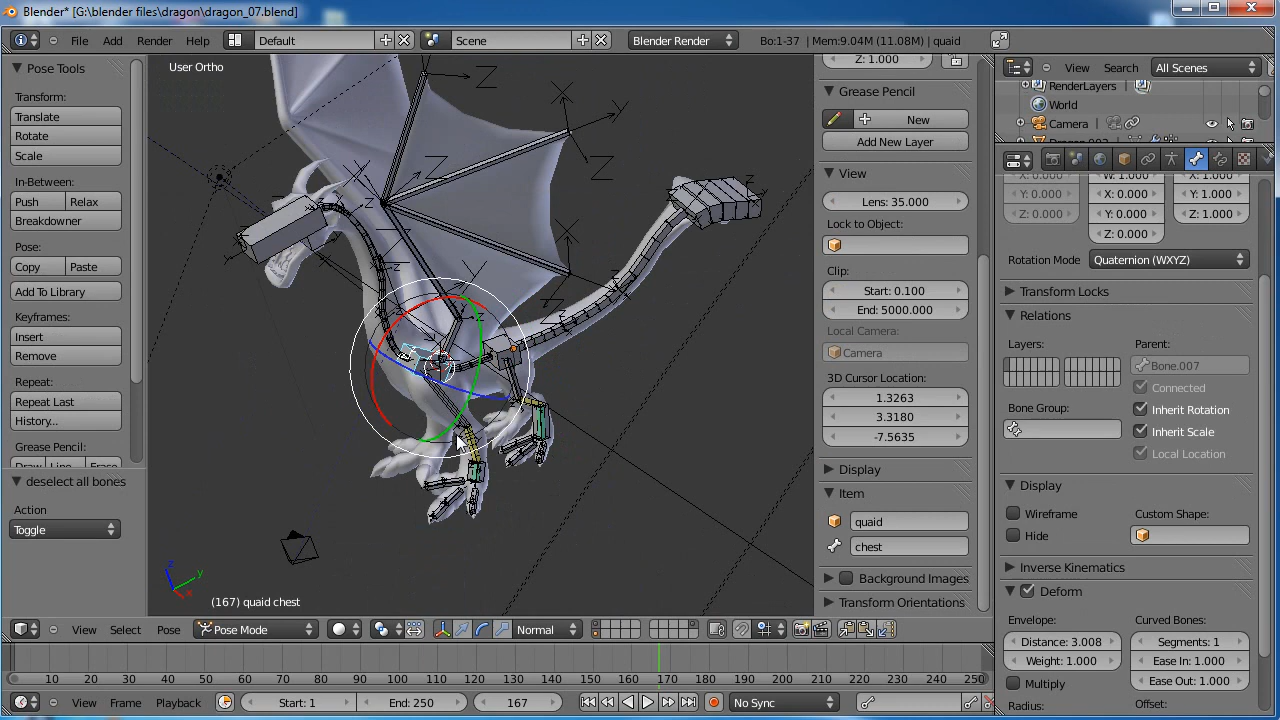 Blender* [G:\blender files\dragon\dragon_07.blend]
File Add Render Help Default Scene Blender Render Bo:1-37 | Mem:9.04M (11.08M) | quaid
Pose Tools
Transform:
Translate
Rotate
Scale
In-Between:
Push Relax
Breakdowner
Pose:
Copy Paste
Add To Library
Keyframes:
Insert
Remove
Repeat:
Repeat Last
History...
Grease Pencil:
Draw Line Erase
deselect all bones
Action
Toggle
User Ortho
(167) quaid chest
Z: 1.000
Grease Pencil
New
Add New Layer
View
Lens: 35.000
Lock to Object:
Clip:
Start: 0.100
End: 5000.000
Local Camera:
Camera
3D Cursor Location:
1.3263
3.3180
-7.5635
Display
Item
quaid
chest
Background Images
Transform Orientations
View Search All Scenes
RenderLayers
World
Camera
X: 0.000 W: 1.000 X: 1.000
Y: 0.000 X: 0.000 Y: 1.000
Z: 0.000 Y: 0.000 Z: 1.000
Z: 0.000
Rotation Mode Quaternion (WXYZ)
Transform Locks
Relations
Layers: Parent:
Bone.007
Connected
Bone Group: Inherit Rotation
Inherit Scale
Local Location
Display
Wireframe Custom Shape:
Hide
Inverse Kinematics
Deform
Envelope: Curved Bones:
Distance: 3.008 Segments: 1
Weight: 1.000 Ease In: 1.000
Multiply Ease Out: 1.000
Radius: Offset:
View Select Pose Pose Mode Normal
10 20 30 40 50 60 70 80 90 100 110 120 130 140 150 160 170 180 190 200 210 220 230 240 250
View Frame Playback Start: 1 End: 250 167 No Sync